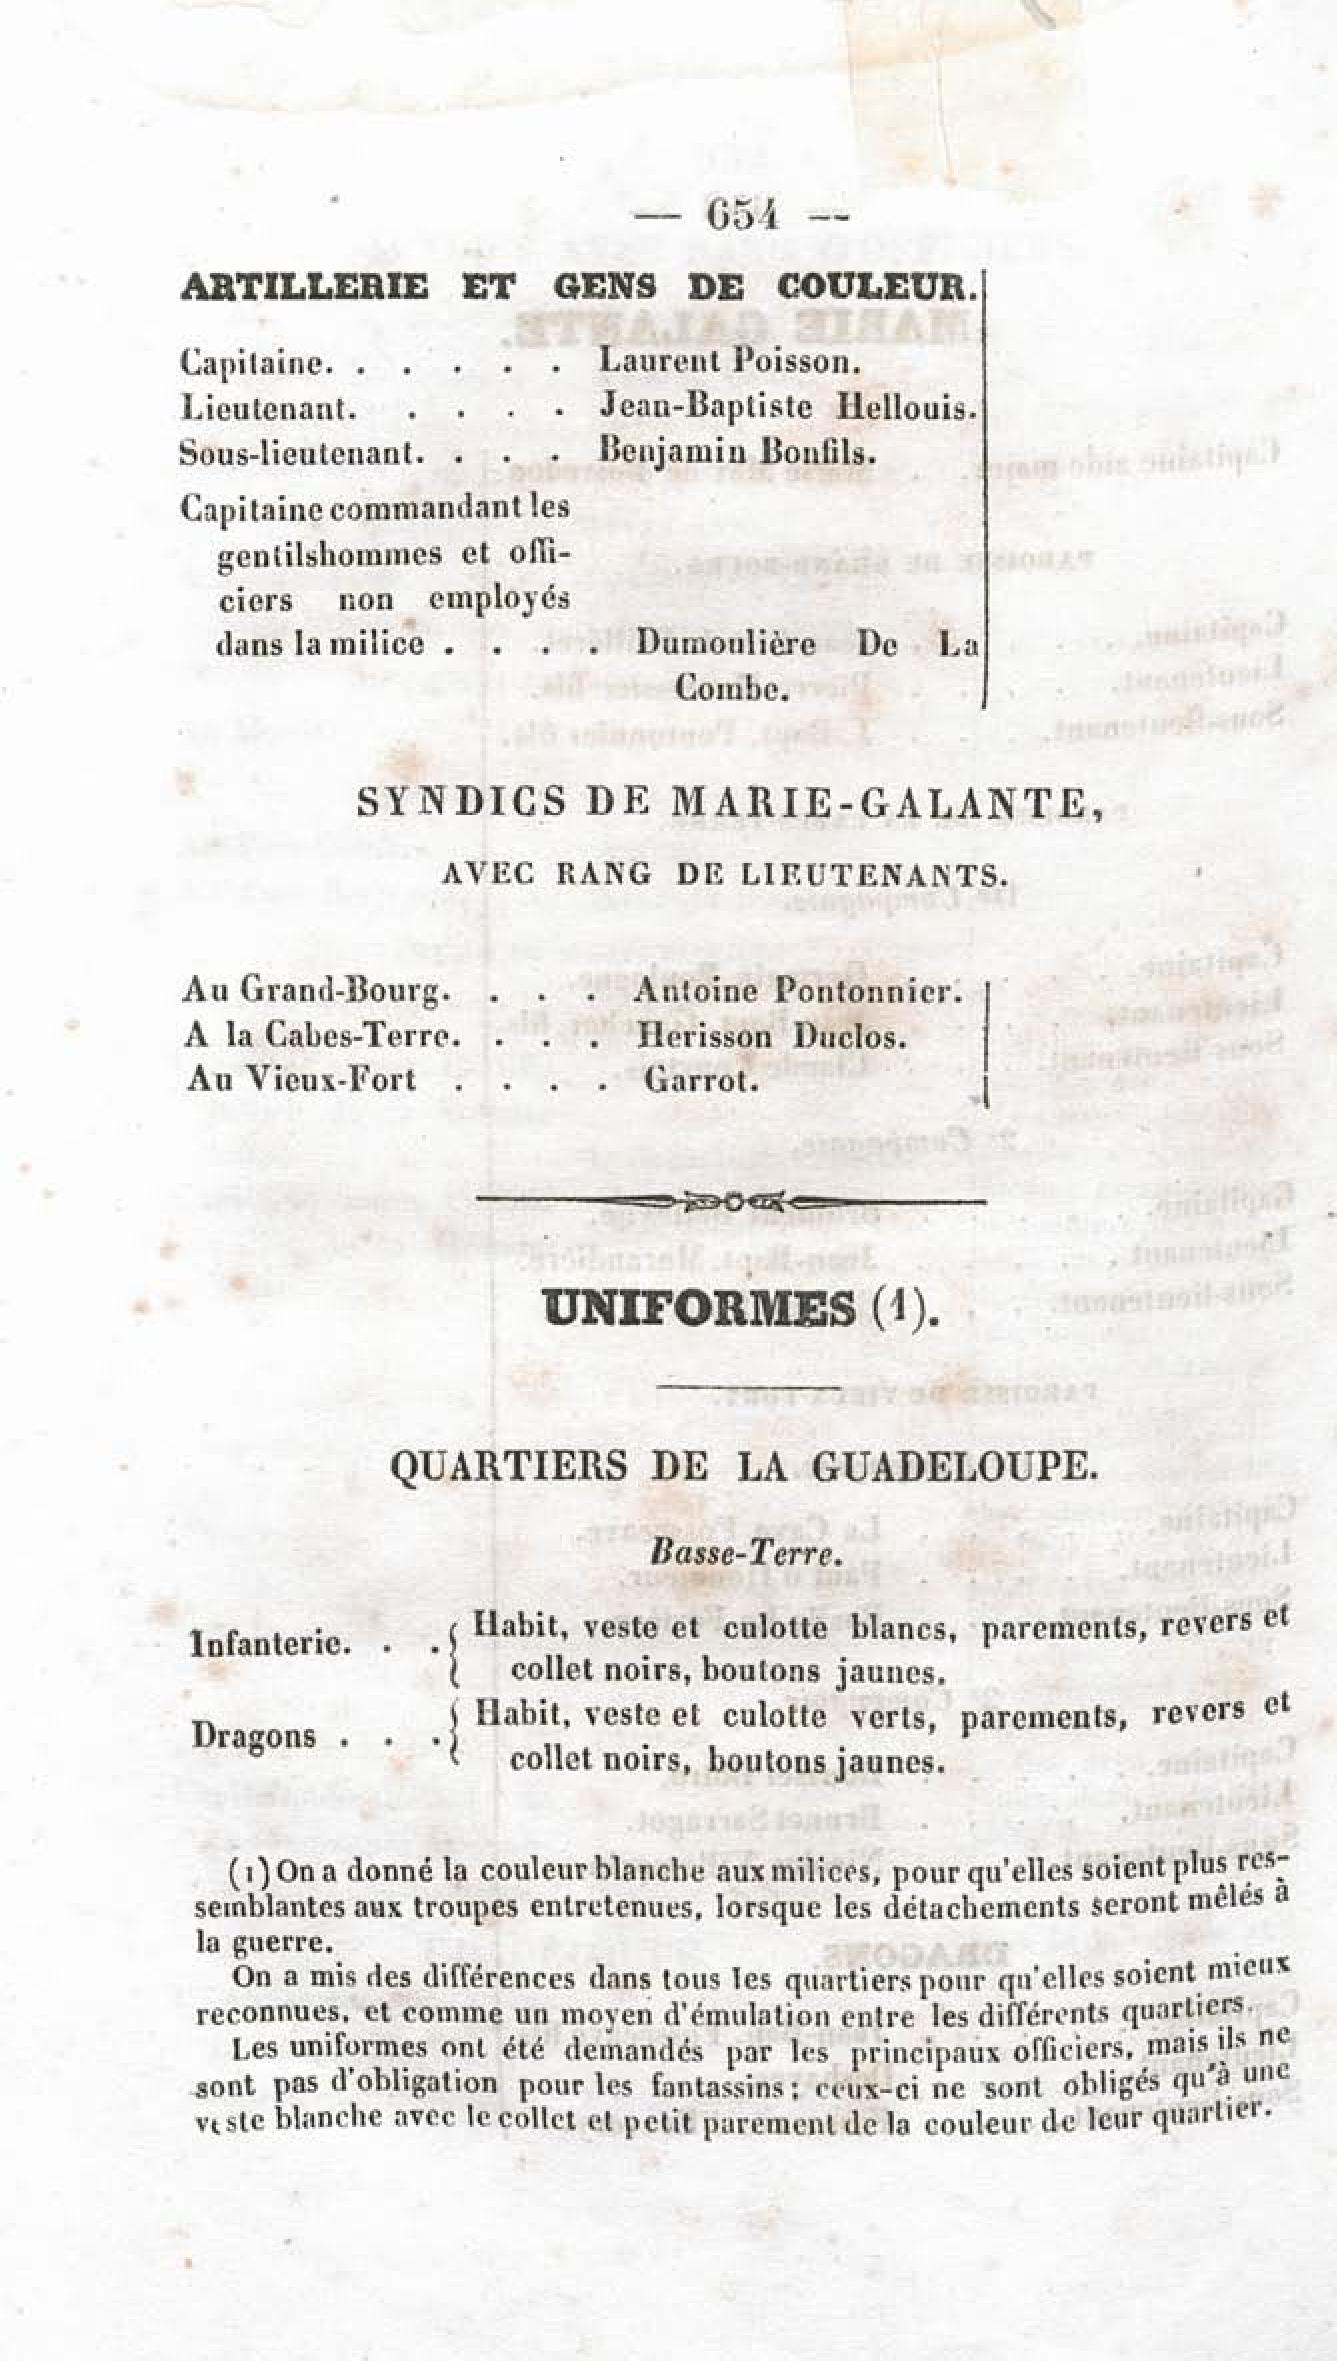 — 654 —
ARTILLERIE ET GENS DE COULEUR.
Capitaine. . . . . . Laurent Poisson.
Lieutenant. . . . . Jean-Baptiste Hellouis.
Sous-lieutenant. . . . Benjamin Bonfils.
Capitaine commandant les
gentilshommes et offi-
ciers non employés
dans la milice . . . . Dumoulière De La
Combe.
SYNDICS DE MARIE-GALANTE,
AVEC RANG DE LIEUTENANTS.
Au Grand-Bourg. . . . Antoine Pontonnier.
A la Cabes-Terre. . . . Herisson Duclos.
Au Vieux-Fort . . . . Garrot.
UNIFORMES (1).
QUARTIERS DE LA GUADELOUPE.
Basse-Terre.
Infanterie. . . { Habit, veste et culotte blancs, parements, revers et
collet noirs, boutons jaunes.
Dragons . . . { Habit, veste et culotte verts, parements, revers et
collet noirs, boutons jaunes.
(1) On a donné la couleur blanche aux milices, pour qu'elles soient plus res-
semblantes aux troupes entretenues, lorsque les détachements seront mêlés à
la guerre.
On a mis des différences dans tous les quartiers pour qu'elles soient mieux
reconnues, et comme un moyen d'émulation entre les différents quartiers.
Les uniformes ont été demandés par les principaux officiers, mais ils ne
sont pas d'obligation pour les fantassins; ceux-ci ne sont obligés qu'à une
veste blanche avec le collet et petit parement de la couleur de leur quartier.